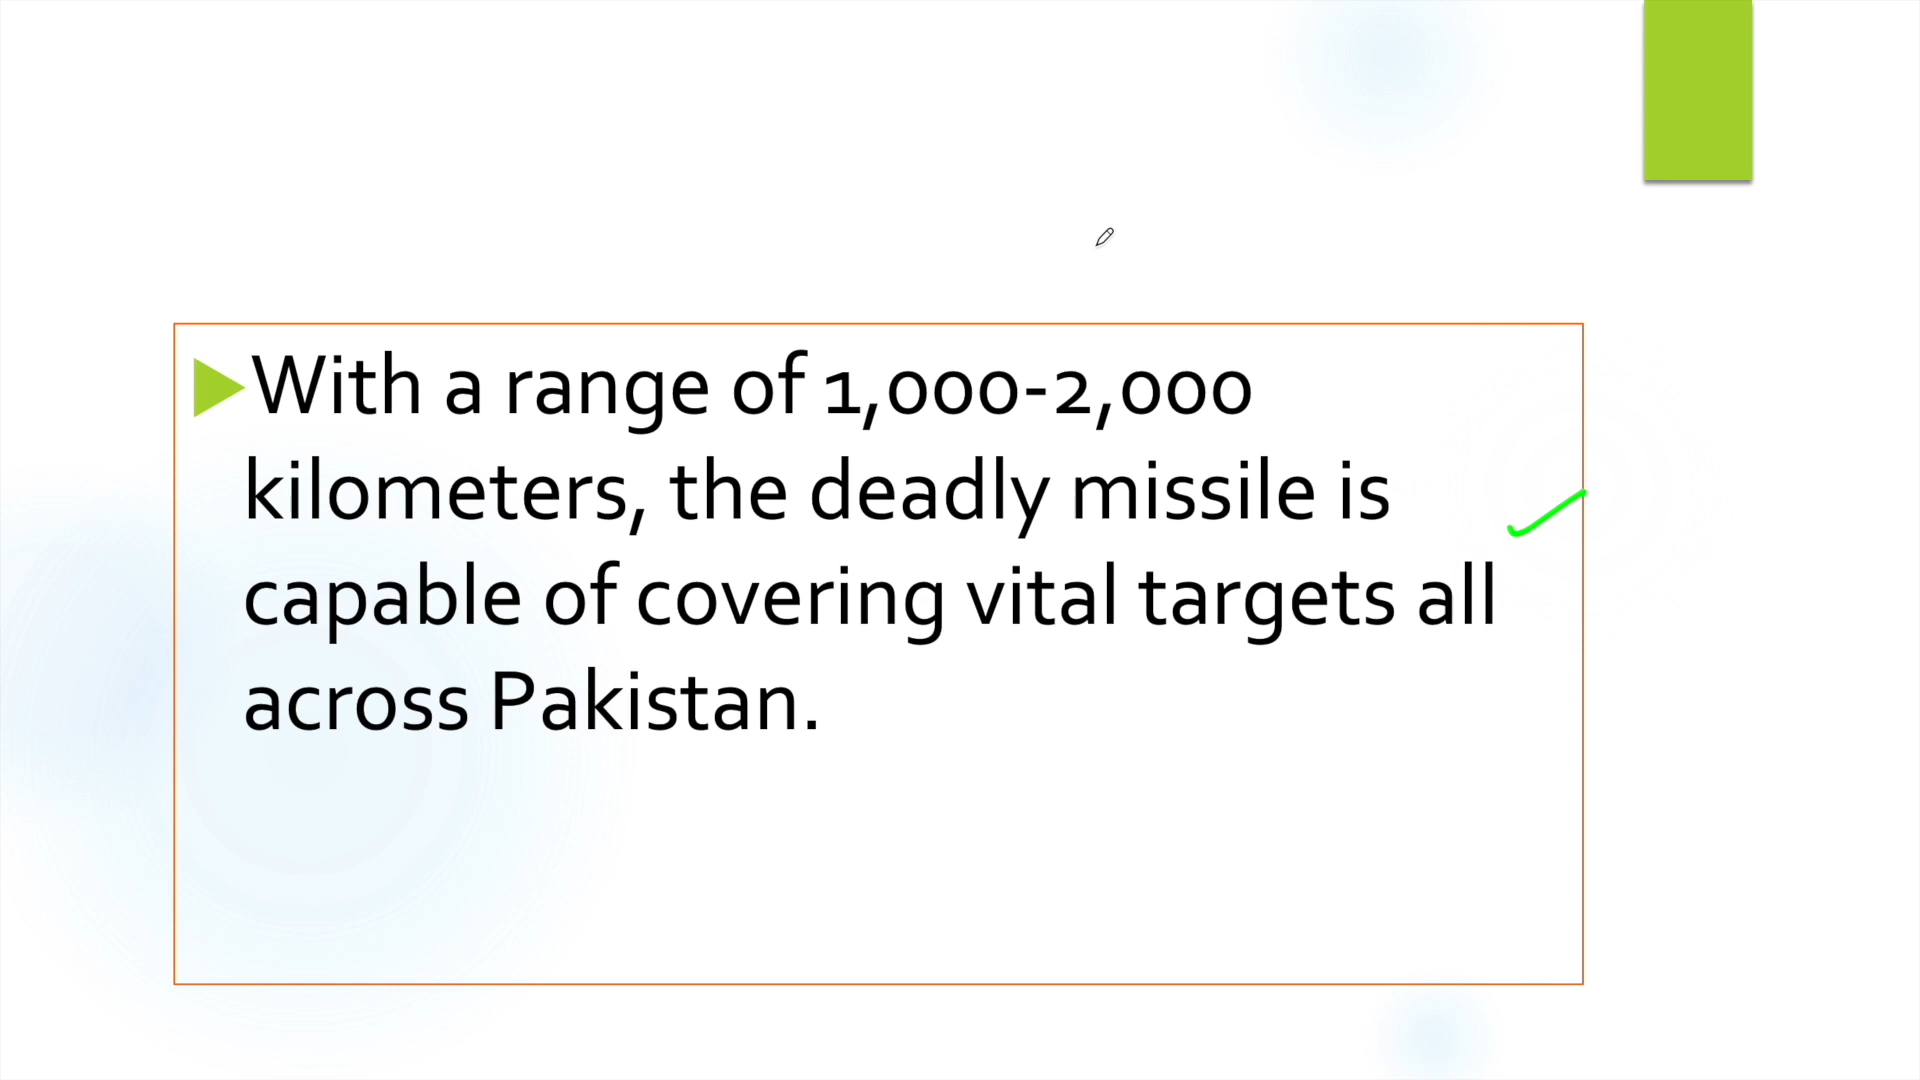 With a range of 1,000-2,000
kilometers, the deadly missile is
capable of covering vital targets all
across Pakistan.